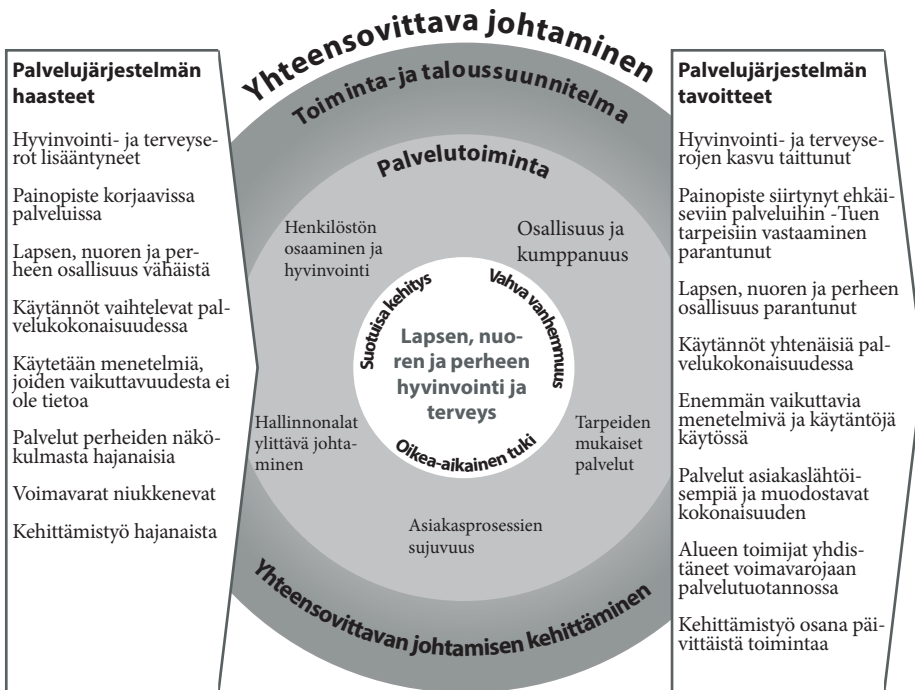 Yhteensovittava johtaminen
Toiminta-ja taloussuunnitelma
Palvelutoiminta
Palvelujärjestelmän
haasteet
Hyvinvointi- ja terveyse-
rot lisääntyneet
Painopiste korjaavissa
palveluissa
Lapsen, nuoren ja per-
heen osallisuus vähäistä
Käytännöt vaihtelevat pal-
velukokonaisuudessa
Käytetään menetelmiä,
joiden vaikuttavuudesta ei
ole tietoa
Palvelut perheiden näkö-
kulmasta hajanaisia
Voimavarat niukkenevat
Kehittämistyö hajanaista
Henkilöstön
osaaminen ja
hyvinvointi
Osallisuus ja
kumppanuus
Suotuisa kehitys
Vahva vanhemmuus
Lapsen, nuo-
ren ja perheen
hyvinvointi ja
terveys
Oikea-aikainen tuki
Hallinnonalat
ylittävä johta-
minen
Tarpeiden
mukaiset
palvelut
Asiakasprosessien
sujuvuus
Yhteensovittavan johtamisen kehittäminen
Palvelujärjestelmän
tavoitteet
Hyvinvointi- ja terveyse-
rojen kasvu taittunut
Painopiste siirtynyt ehkäi-
seviin palveluihin -Tuen
tarpeisiin vastaaminen
parantunut
Lapsen, nuoren ja perheen
osallisuus parantunut
Käytännöt yhtenäisiä pal-
velukokonaisuudessa
Enemmän vaikuttavia
menetelmivä ja käytäntöjä
käytössä
Palvelut asiakaslähtöi-
sempiä ja muodostavat
kokonaisuuden
Alueen toimijat yhdis-
täneet voimavarojaan
palvelutuotannossa
Kehittämistyö osana päi-
vittäistä toimintaa